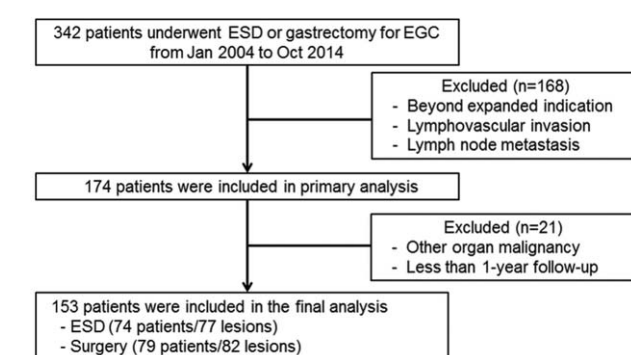 342 patients underwent ESD or gastrectomy for EGC
from Jan 2004 to Oct 2014
Excluded (n=168)
- Beyond expanded indication
- Lymphovascular invasion
- Lymph node metastasis
174 patients were included in primary analysis
Excluded (n=21)
- Other organ malignancy
- Less than 1-year follow-up
153 patients were included in the final analysis
- ESD (74 patients/77 lesions)
- Surgery (79 patients/82 lesions)